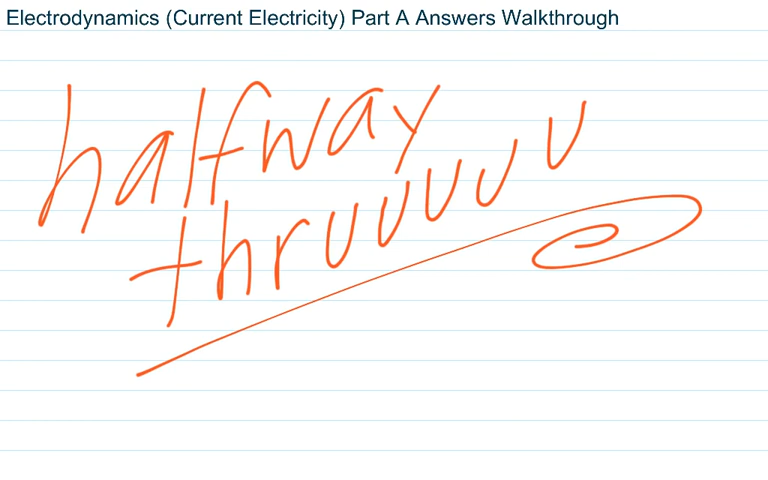 Electrodynamics (Current Electricity) Part A Answers Walkthrough
halfway
thruuuuu